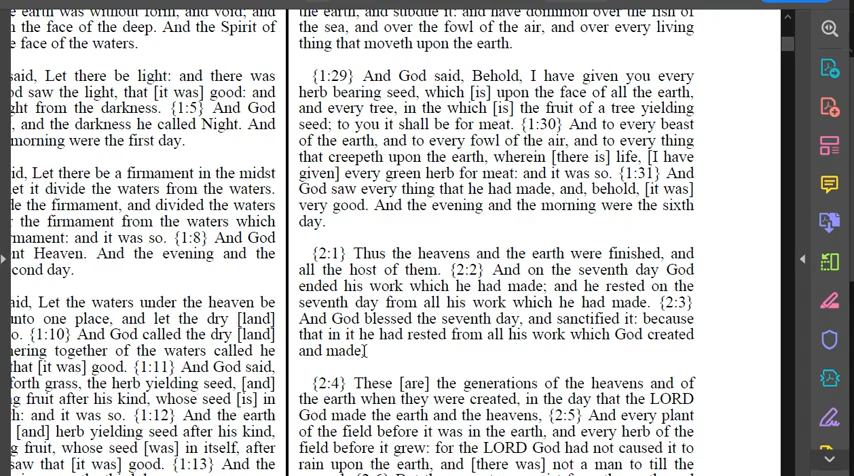 e earth was without form, and void; and
n the face of the deep. And the Spirit of
e face of the waters.
said, Let there be light: and there was
od saw the light, that [it was] good: and
ght from the darkness. {1:5} And God
, and the darkness he called Night. And
morning were the first day.
id, Let there be a firmament in the midst
et it divide the waters from the waters.
de the firmament, and divided the waters
r the firmament from the waters which
rmament: and it was so. {1:8} And God
nt Heaven. And the evening and the
cond day.
aid, Let the waters under the heaven be
unto one place, and let the dry [land]
o. {1:10} And God called the dry [land]
hering together of the waters called he
that [it was] good. {1:11} And God said,
forth grass, the herb yielding seed, [and]
g fruit after his kind, whose seed [is] in
h: and it was so. {1:12} And the earth
[and] herb yielding seed after his kind,
g fruit, whose seed [was] in itself, after
saw that [it was] good. {1:13} And the
the earth, and subdue it: and have dominion over the fish of
the sea, and over the fowl of the air, and over every living
thing that moveth upon the earth.
{1:29} And God said, Behold, I have given you every
herb bearing seed, which [is] upon the face of all the earth,
and every tree, in the which [is] the fruit of a tree yielding
seed; to you it shall be for meat. {1:30} And to every beast
of the earth, and to every fowl of the air, and to every thing
that creepeth upon the earth, wherein [there is] life, [I have
given] every green herb for meat: and it was so. {1:31} And
God saw every thing that he had made, and, behold, [it was]
very good. And the evening and the morning were the sixth
day.
{2:1} Thus the heavens and the earth were finished, and
all the host of them. {2:2} And on the seventh day God
ended his work which he had made; and he rested on the
seventh day from all his work which he had made. {2:3}
And God blessed the seventh day, and sanctified it: because
that in it he had rested from all his work which God created
and made.
{2:4} These [are] the generations of the heavens and of
the earth when they were created, in the day that the LORD
God made the earth and the heavens, {2:5} And every plant
of the field before it was in the earth, and every herb of the
field before it grew: for the LORD God had not caused it to
rain upon the earth, and [there was] not a man to till the